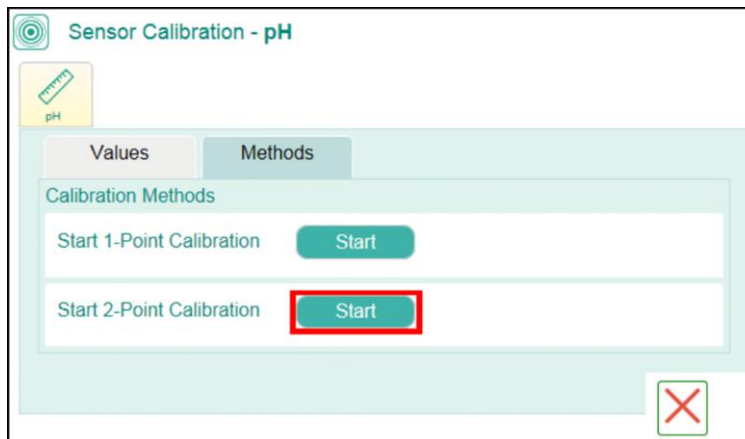 Sensor Calibration - pH
pH
Values Methods
Calibration Methods
Start 1-Point Calibration Start
Start 2-Point Calibration Start